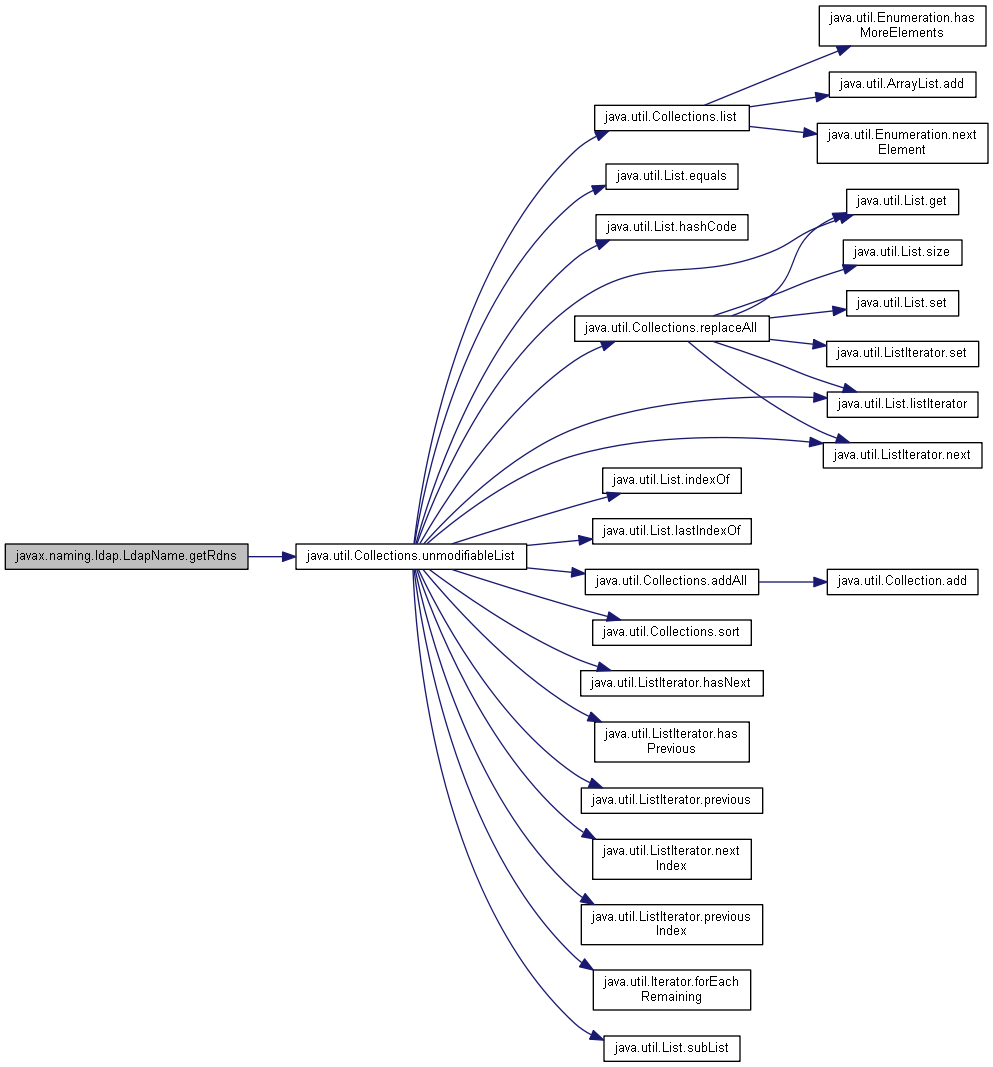 java.util.Enumeration.has
MoreElements
java.util.ArrayList.add
java.util.Collections.list
java.util.Enumeration.next
Element
java.util.List.equals
java.util.List.get
java.util.List.hashCode
java.util.List.size
java.util.List.set
java.util.Collections.replaceAll
java.util.ListIterator.set
java.util.List.listIterator
java.util.ListIterator.next
java.util.List.indexOf
java.util.List.lastIndexOf
javax.naming.ldap.LdapName.getRdns
java.util.Collections.unmodifiableList
java.util.Collections.addAll
java.util.Collection.add
java.util.Collections.sort
java.util.ListIterator.hasNext
java.util.ListIterator.has
Previous
java.util.ListIterator.previous
java.util.ListIterator.next
Index
java.util.ListIterator.previous
Index
java.util.Iterator.forEach
Remaining
java.util.List.subList